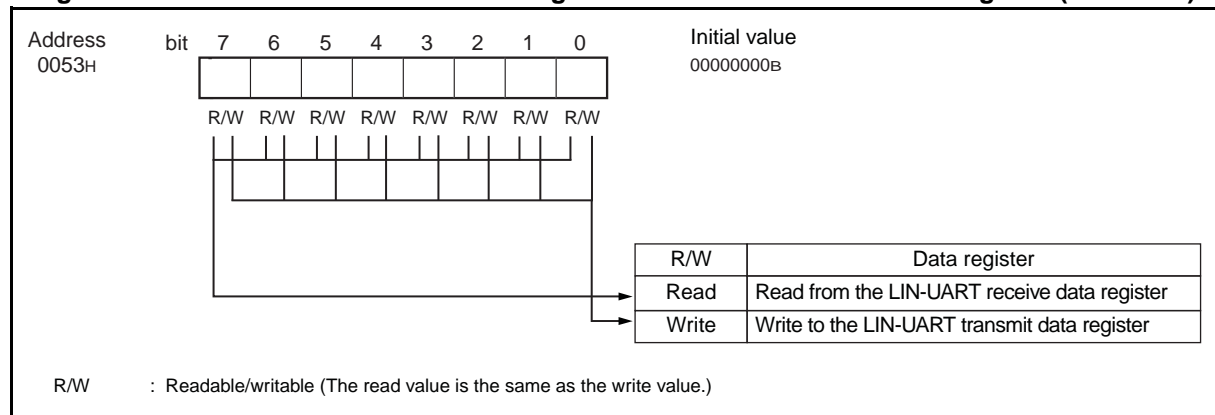 Address bit 7 6 5 4 3 2 1 0 Initial value
0053H 00000000B
R/W R/W R/W R/W R/W R/W R/W R/W
R/W Data register
Read Read from the LIN-UART receive data register
Write Write to the LIN-UART transmit data register
R/W : Readable/writable (The read value is the same as the write value.)